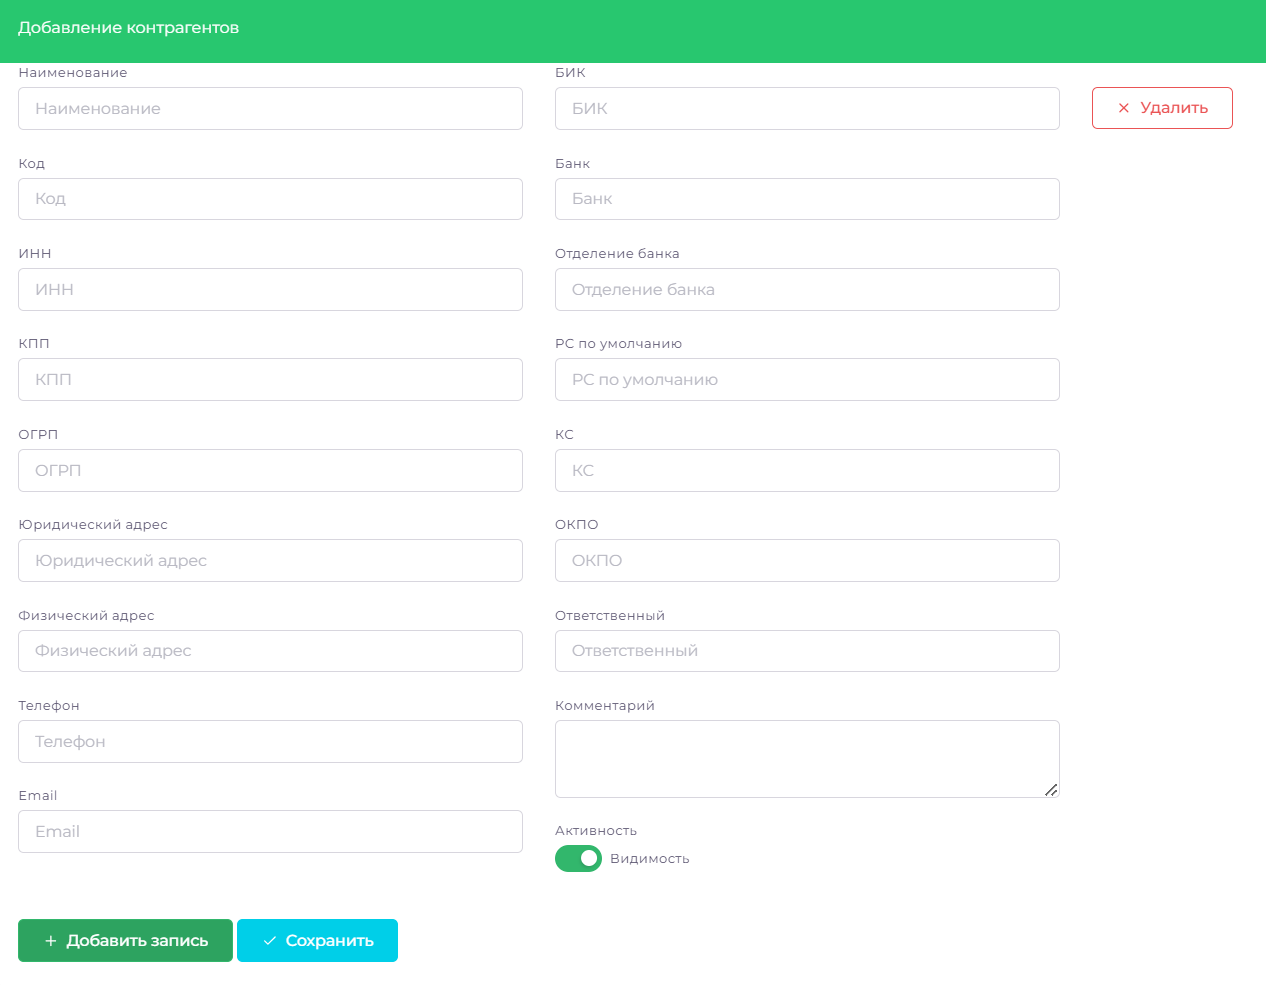 Добавление контрагентов
Наименование
Наименование
Код
Код
ИНН
ИНН
КПП
КПП
ОГРП
ОГРП
Юридический адрес
Юридический адрес
Физический адрес
Физический адрес
Телефон
Телефон
Email
Email
БИК
БИК
Банк
Банк
Отделение банка
Отделение банка
РС по умолчанию
РС по умолчанию
КС
КС
ОКПО
ОКПО
Ответственный
Ответственный
Комментарий
Активность
Видимость
Удалить
Добавить запись
Сохранить